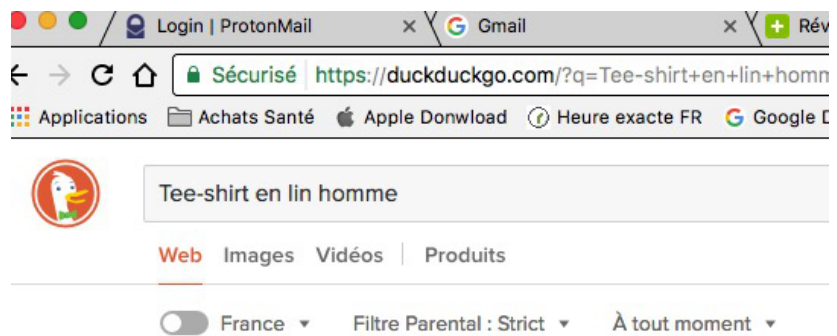 Login | ProtonMail Gmail Rév
Sécurisé https://duckduckgo.com/?q=Tee-shirt+en+lin+homm
Applications Achats Santé Apple Donwload Heure exacte FR Google D
Tee-shirt en lin homme
Web Images Vidéos Produits
France Filtre Parental : Strict À tout moment